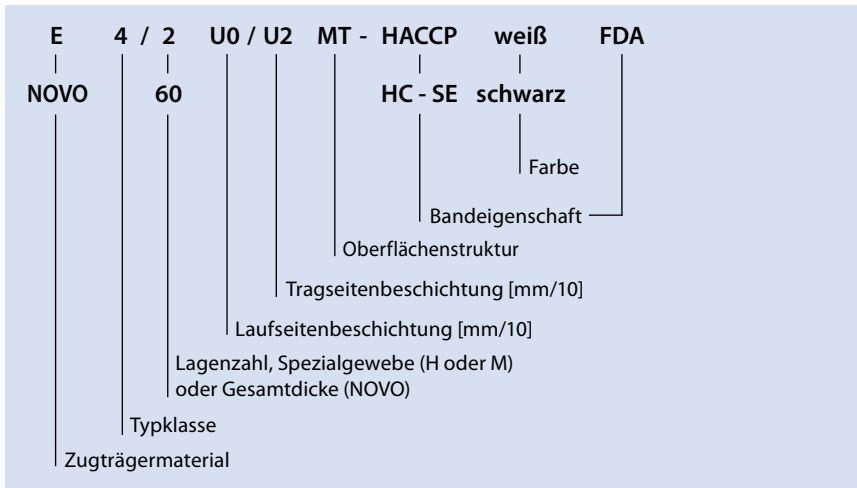 E 4 / 2 U0 / U2 MT - HACCP weiß FDA
NOVO 60 HC - SE schwarz
Farbe
Bandeigenschaft
Oberflächenstruktur
Tragseitenbeschichtung [mm/10]
Laufseitenbeschichtung [mm/10]
Lagenzahl, Spezialgewebe (H oder M)
oder Gesamtdicke (NOVO)
Typklasse
Zugträgermaterial